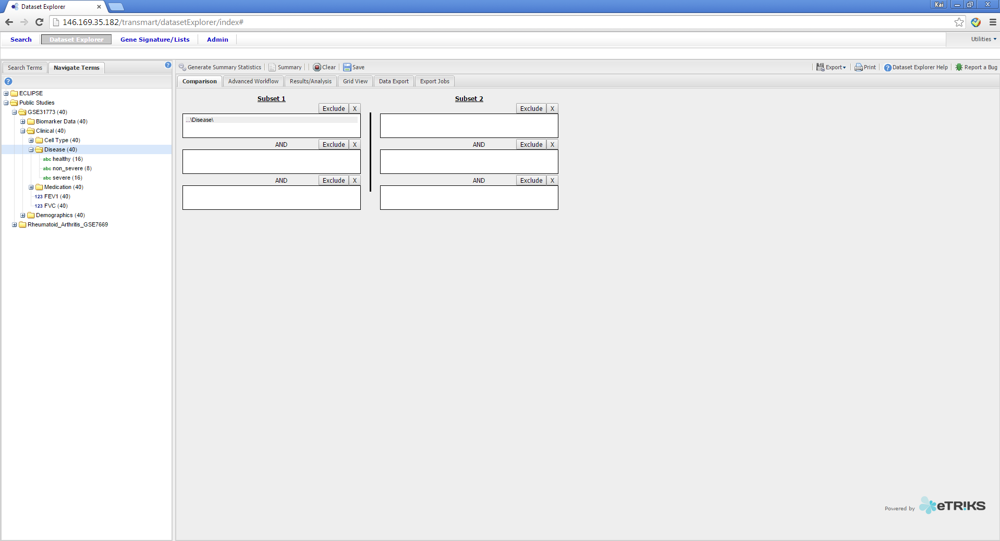 Dataset Explorer
Kai
146.169.35.182/transmart/datasetExplorer/index#
Search Dataset Explorer Gene Signature/Lists Admin Utilities
Search Terms Navigate Terms
ECLIPSE
Public Studies
GSE31773 (40)
Biomarker Data (40)
Clinical (40)
Cell Type (40)
Disease (40)
abc healthy (16)
abc non_severe (8)
abc severe (16)
Medication (40)
123 FEV1 (40)
123 FVC (40)
Demographics (40)
Rheumatoid_Arthritis_GSE7669
Generate Summary Statistics Summary Clear Save Export Print Dataset Explorer Help Report a Bug
Comparison Advanced Workflow Results/Analysis Grid View Data Export Export Jobs
Subset 1 Subset 2
Exclude X Exclude X
...\Disease\
AND Exclude X AND Exclude X
AND Exclude X AND Exclude X
Powered by eTRIKS